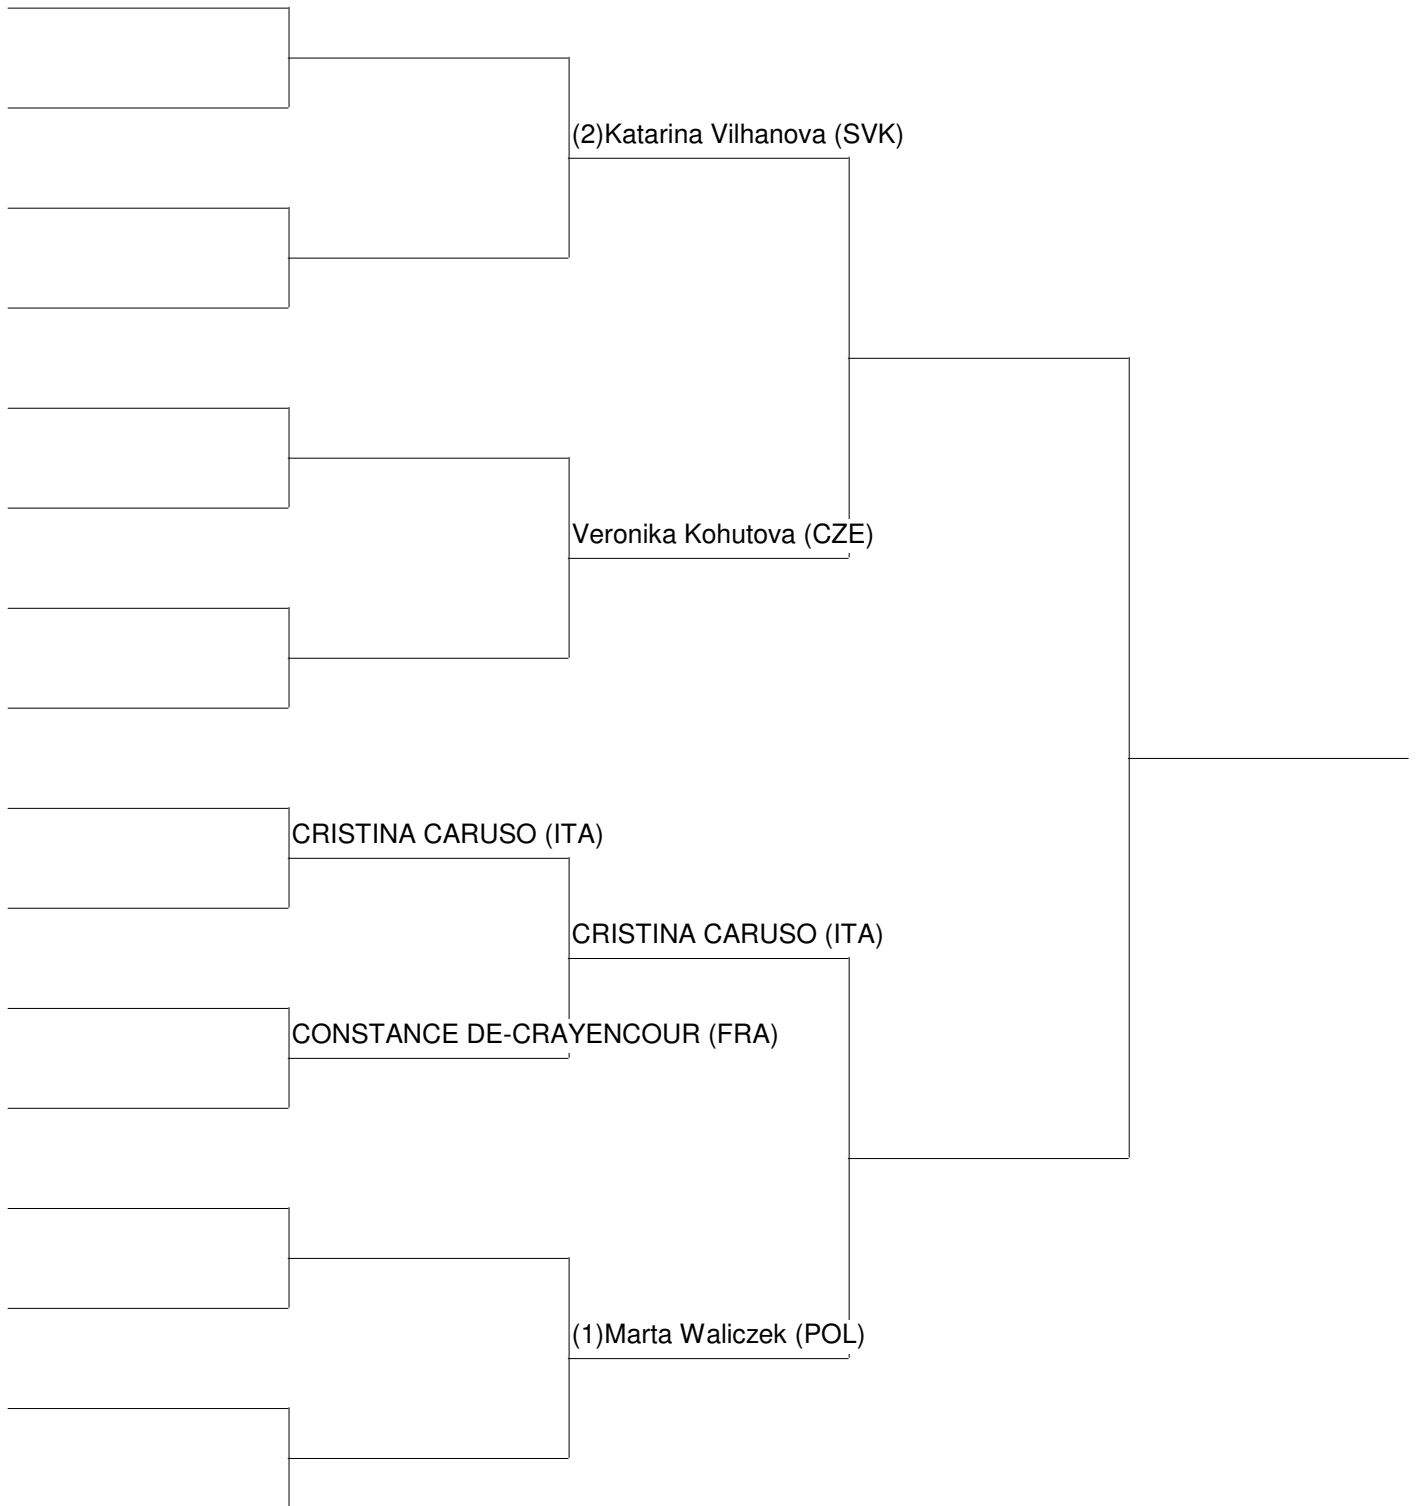 (2)Katarina Vilhanova (SVK)
Veronika Kohutova (CZE)
CRISTINA CARUSO (ITA)
CRISTINA CARUSO (ITA)
CONSTANCE DE-CRAYENCOUR (FRA)
(1)Marta Waliczek (POL)